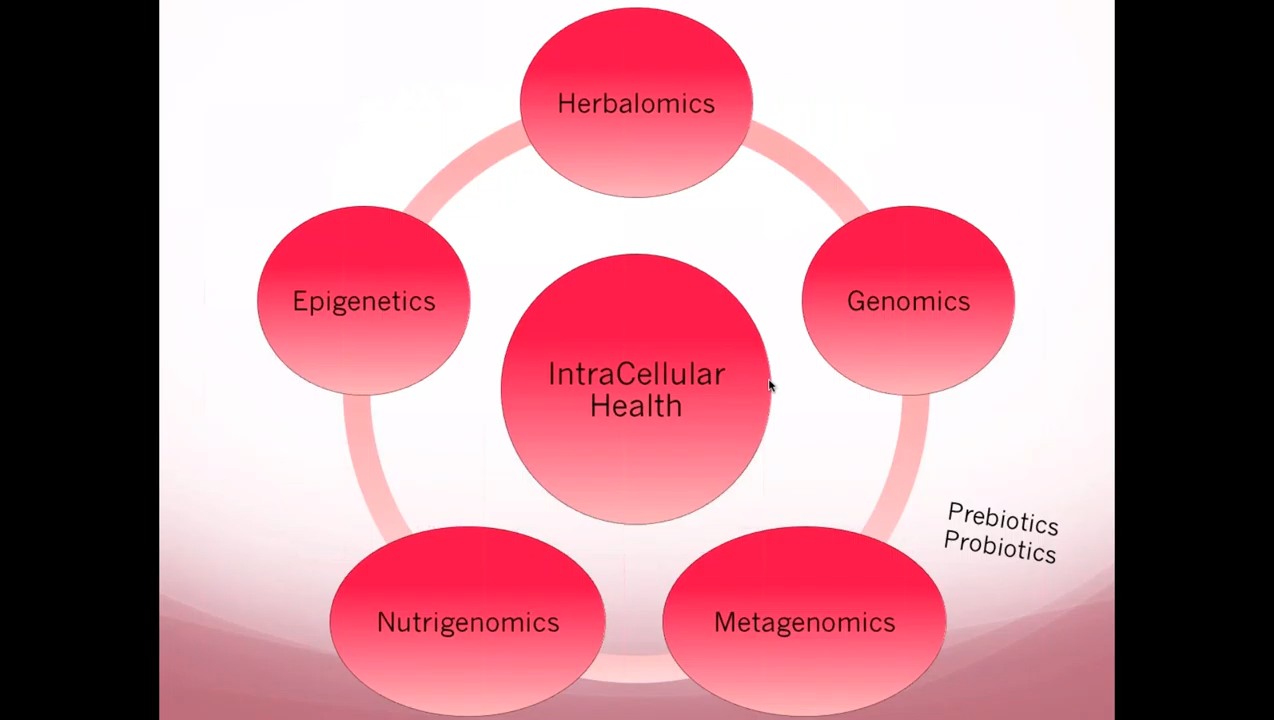 Herbalomics
Epigenetics
Genomics
IntraCellular
Health
Prebiotics
Probiotics
Nutrigenomics
Metagenomics